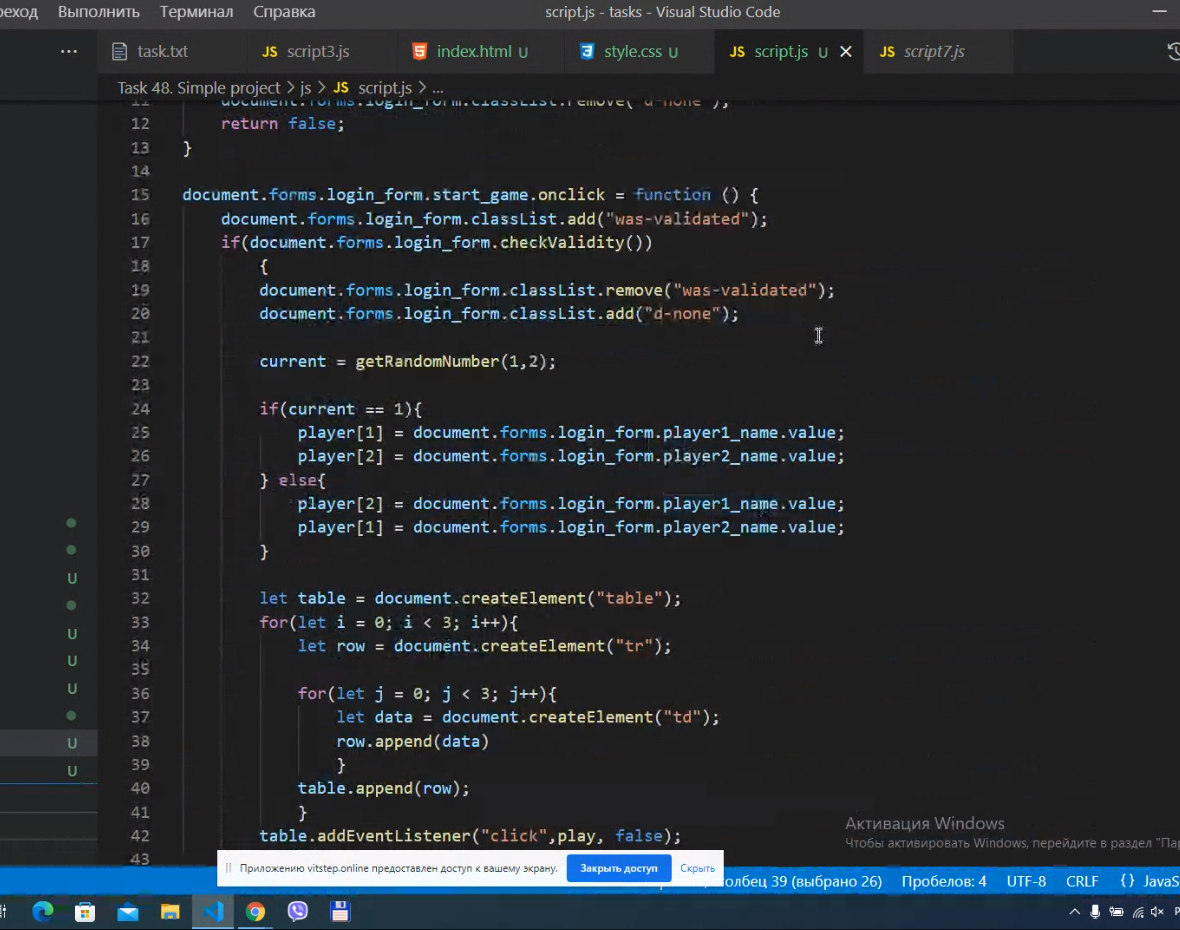 реход Выполнить Терминал Справка script.js - tasks - Visual Studio Code
task.txt JS script3.js index.html U style.css U JS script.js U JS script7.js
Task 48. Simple project > js > JS script.js > ...
11 document.forms.login_form.classList.remove("d-none");
12 return false;
13 }
14
15 document.forms.login_form.start_game.onclick = function () {
16 document.forms.login_form.classList.add("was-validated");
17 if(document.forms.login_form.checkValidity())
18 {
19 document.forms.login_form.classList.remove("was-validated");
20 document.forms.login_form.classList.add("d-none");
21
22 current = getRandomNumber(1,2);
23
24 if(current == 1){
25 player[1] = document.forms.login_form.player1_name.value;
26 player[2] = document.forms.login_form.player2_name.value;
27 } else{
28 player[2] = document.forms.login_form.player1_name.value;
29 player[1] = document.forms.login_form.player2_name.value;
30 }
31
32 let table = document.createElement("table");
33 for(let i = 0; i < 3; i++){
34 let row = document.createElement("tr");
35
36 for(let j = 0; j < 3; j++){
37 let data = document.createElement("td");
38 row.append(data)
39 }
40 table.append(row);
41 }
42 table.addEventListener("click",play, false);
43
U
U
U
U
U
U
Активация Windows
Чтобы активировать Windows, перейдите в раздел "Пар
Приложению vitstep.online предоставлен доступ к вашему экрану. Закрыть доступ Скрыть
олбец 39 (выбрано 26) Пробелов: 4 UTF-8 CRLF {} JavaS